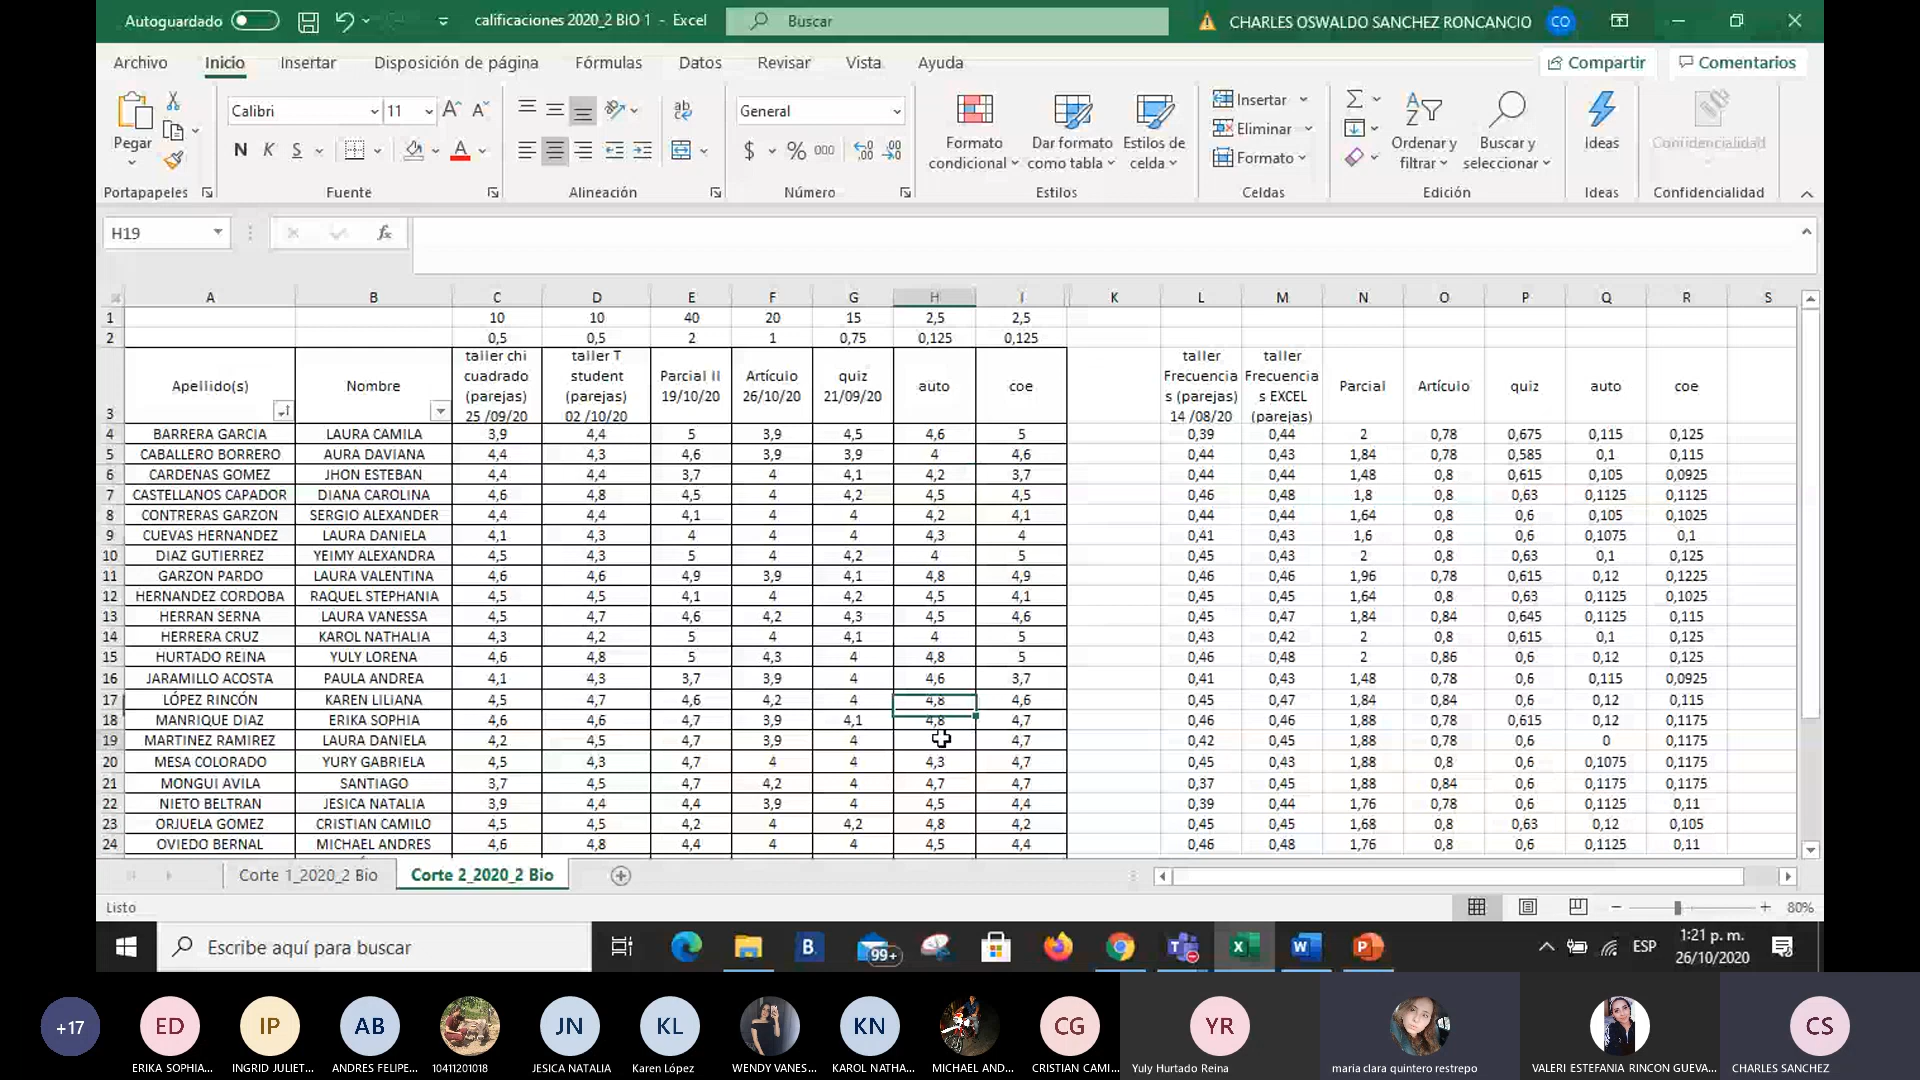 Autoguardado
calificaciones 2020_2 BIO 1 - Excel
Buscar
CHARLES OSWALDO SANCHEZ RONCANCIO
CO
Archivo Inicio Insertar Disposición de página Fórmulas Datos Revisar Vista Ayuda Compartir Comentarios
Pegar
Calibri 11
N K S
General
$ % 000
Formato condicional
Dar formato como tabla
Estilos de celda
Insertar
Eliminar
Formato
Ordenar y filtrar
Buscar y seleccionar
Ideas
Confidencialidad
Portapapeles Fuente Alineación Número Estilos Celdas Edición Ideas Confidencialidad
H19
fx
A B C D E F G H I K L M N O P Q R S
1 10 10 40 20 15 2,5 2,5
2 0,5 0,5 2 1 0,75 0,125 0,125
3 Apellido(s) Nombre taller chi cuadrado (parejas) 25 /09/20 taller T student (parejas) 02 /10/20 Parcial II 19/10/20 Artículo 26/10/20 quiz 21/09/20 auto coe taller Frecuencia s (parejas) 14 /08/20 taller Frecuencia s EXCEL (parejas) Parcial Artículo quiz auto coe
4 BARRERA GARCIA LAURA CAMILA 3,9 4,4 5 3,9 4,5 4,6 5 0,39 0,44 2 0,78 0,675 0,115 0,125
5 CABALLERO BORRERO AURA DAVIANA 4,4 4,3 4,6 3,9 3,9 4 4,6 0,44 0,43 1,84 0,78 0,585 0,1 0,115
6 CARDENAS GOMEZ JHON ESTEBAN 4,4 4,4 3,7 4 4,1 4,2 3,7 0,44 0,44 1,48 0,8 0,615 0,105 0,0925
7 CASTELLANOS CAPADOR DIANA CAROLINA 4,6 4,8 4,5 4 4,2 4,5 4,5 0,46 0,48 1,8 0,8 0,63 0,1125 0,1125
8 CONTRERAS GARZON SERGIO ALEXANDER 4,4 4,4 4,1 4 4 4,2 4,1 0,44 0,44 1,64 0,8 0,6 0,105 0,1025
9 CUEVAS HERNANDEZ LAURA DANIELA 4,1 4,3 4 4 4 4,3 4 0,41 0,43 1,6 0,8 0,6 0,1075 0,1
10 DIAZ GUTIERREZ YEIMY ALEXANDRA 4,5 4,3 5 4 4,2 4 5 0,45 0,43 2 0,8 0,63 0,1 0,125
11 GARZON PARDO LAURA VALENTINA 4,6 4,6 4,9 3,9 4,1 4,8 4,9 0,46 0,46 1,96 0,78 0,615 0,12 0,1225
12 HERNANDEZ CORDOBA RAQUEL STEPHANIA 4,5 4,5 4,1 4 4,2 4,5 4,1 0,45 0,45 1,64 0,8 0,63 0,1125 0,1025
13 HERRAN SERNA LAURA VANESSA 4,5 4,7 4,6 4,2 4,3 4,5 4,6 0,45 0,47 1,84 0,84 0,645 0,1125 0,115
14 HERRERA CRUZ KAROL NATHALIA 4,3 4,2 5 4 4,1 4 5 0,43 0,42 2 0,8 0,615 0,1 0,125
15 HURTADO REINA YULY LORENA 4,6 4,8 5 4,3 4 4,8 5 0,46 0,48 2 0,86 0,6 0,12 0,125
16 JARAMILLO ACOSTA PAULA ANDREA 4,1 4,3 3,7 3,9 4 4,6 3,7 0,41 0,43 1,48 0,78 0,6 0,115 0,0925
17 LÓPEZ RINCÓN KAREN LILIANA 4,5 4,7 4,6 4,2 4 4,8 4,6 0,45 0,47 1,84 0,84 0,6 0,12 0,115
18 MANRIQUE DIAZ ERIKA SOPHIA 4,6 4,6 4,7 3,9 4,1 4,8 4,7 0,46 0,46 1,88 0,78 0,615 0,12 0,1175
19 MARTINEZ RAMIREZ LAURA DANIELA 4,2 4,5 4,7 3,9 4 4,7 0,42 0,45 1,88 0,78 0,6 0 0,1175
20 MESA COLORADO YURY GABRIELA 4,5 4,3 4,7 4 4 4,3 4,7 0,45 0,43 1,88 0,8 0,6 0,1075 0,1175
21 MONGUI AVILA SANTIAGO 3,7 4,5 4,7 4,2 4 4,7 4,7 0,37 0,45 1,88 0,84 0,6 0,1175 0,1175
22 NIETO BELTRAN JESICA NATALIA 3,9 4,4 4,4 3,9 4 4,5 4,4 0,39 0,44 1,76 0,78 0,6 0,1125 0,11
23 ORJUELA GOMEZ CRISTIAN CAMILO 4,5 4,5 4,2 4 4,2 4,8 4,2 0,45 0,45 1,68 0,8 0,63 0,12 0,105
24 OVIEDO BERNAL MICHAEL ANDRES 4,6 4,8 4,4 4 4 4,5 4,4 0,46 0,48 1,76 0,8 0,6 0,1125 0,11
Corte 1_2020_2 Bio Corte 2_2020_2 Bio
Listo 80%
Escribe aquí para buscar
99+
ESP
1:21 p. m.
26/10/2020
+17 ED IP AB JN KL KN CG YR CS
ERIKA SOPHIA... INGRID JULIET... ANDRES FELIPE... 10411201018 JESICA NATALIA Karen López WENDY VANES... KAROL NATHA... MICHAEL AND... CRISTIAN CAMI... Yuly Hurtado Reina maria clara quintero restrepo VALERI ESTEFANIA RINCON GUEVA... CHARLES SANCHEZ